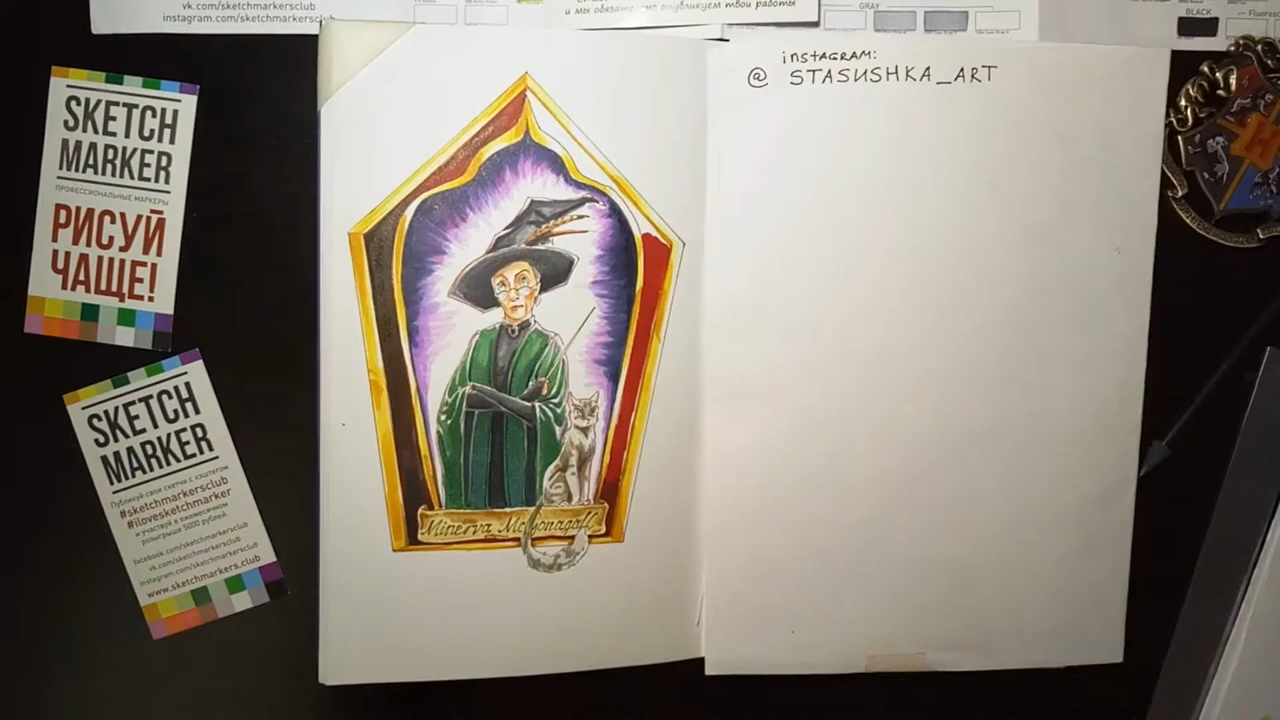 vk.com/sketchmarkersclub
instagram.com/sketchmarkersclub
и мы обязательно опубликуем твои работы
GRAY
BLACK
instagram:
@ STASUSHKA_ART
SKETCH
MARKER
ПРОФЕССИОНАЛЬНЫЕ МАРКЕРЫ
РИСУЙ
ЧАЩЕ!
SKETCH
MARKER
Публикуй свои скетчи с хэштегом
#sketchmarkersclub
#ilovesketchmarker
и участвуй в ежемесячном
розыгрыше 5000 рублей.
facebook.com/sketchmarkersclub
vk.com/sketchmarkersclub
instagram.com/sketchmarkersclub
www.sketchmarkers.club
Minerva McGonagall